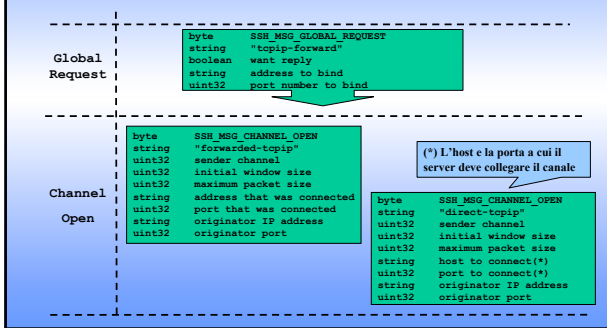 Global
Request
byte SSH_MSG_GLOBAL_REQUEST
string "tcpip-forward"
boolean want reply
string address to bind
uint32 port number to bind
Channel
Open
byte SSH_MSG_CHANNEL_OPEN
string "forwarded-tcpip"
uint32 sender channel
uint32 initial window size
uint32 maximum packet size
string address that was connected
uint32 port that was connected
string originator IP address
uint32 originator port
(*) L'host e la porta a cui il
server deve collegare il canale
byte SSH_MSG_CHANNEL_OPEN
string "direct-tcpip"
uint32 sender channel
uint32 initial window size
uint32 maximum packet size
string host to connect(*)
uint32 port to connect(*)
string originator IP address
uint32 originator port